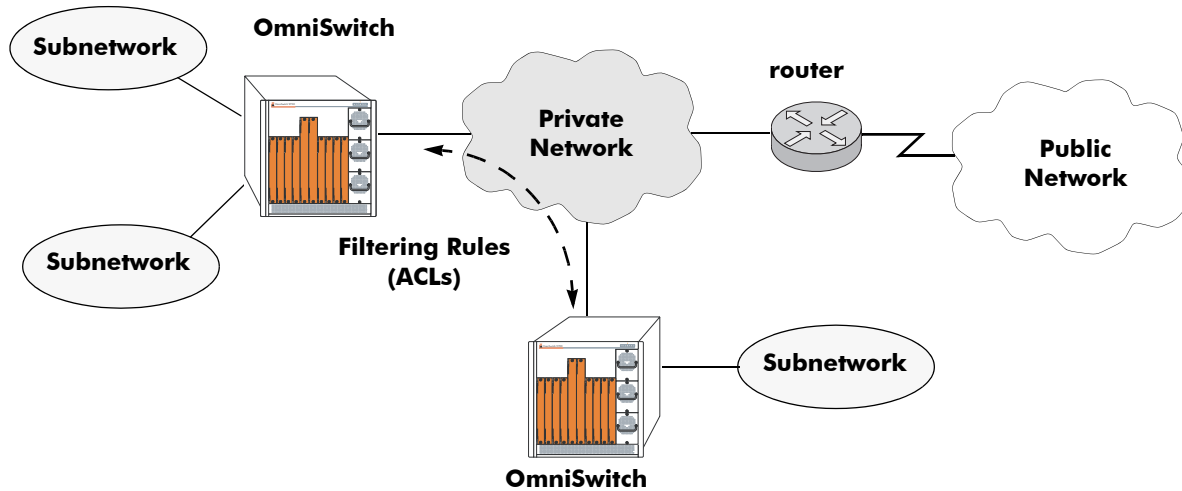 OmniSwitch
Subnetwork
router
Private
Network
Public
Network
Filtering Rules
(ACLs)
Subnetwork
Subnetwork
OmniSwitch